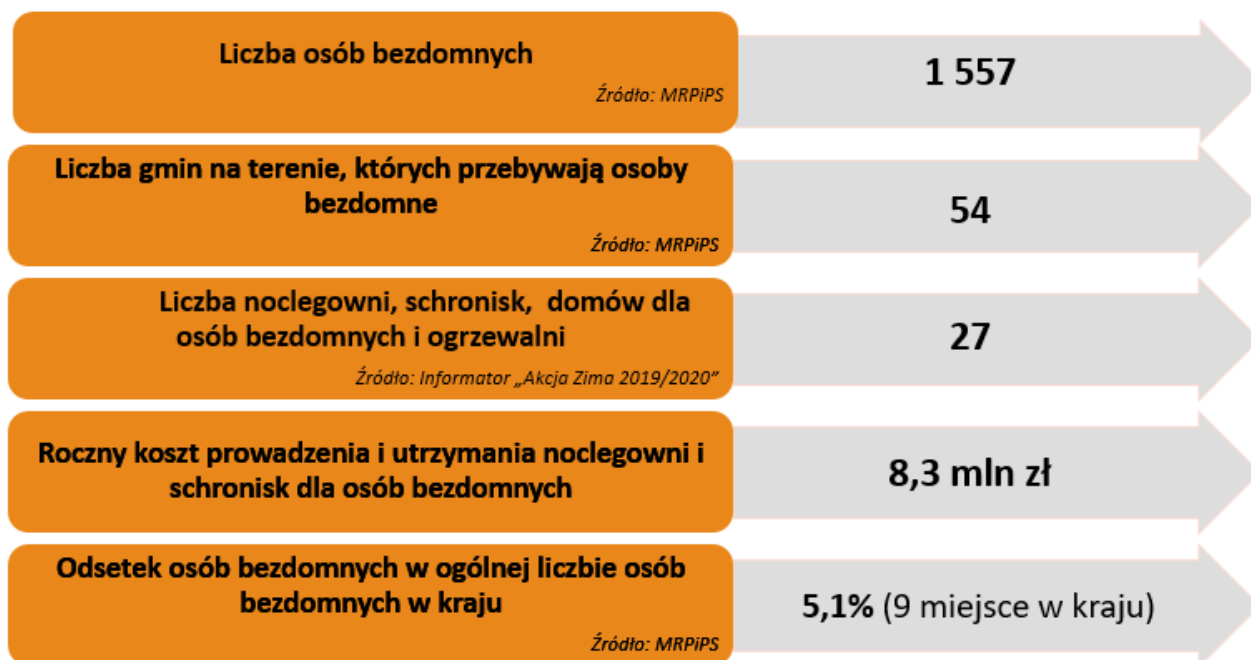 Liczba osób bezdomnych
Źródło: MRPiPS
1 557
Liczba gmin na terenie, których przebywają osoby
bezdomne
Źródło: MRPiPS
54
Liczba noclegowni, schronisk, domów dla
osób bezdomnych i ogrzewalni
Źródło: Informator „Akcja Zima 2019/2020”
27
Roczny koszt prowadzenia i utrzymania noclegowni i
schronisk dla osób bezdomnych
8,3 mln zł
Odsetek osób bezdomnych w ogólnej liczbie osób
bezdomnych w kraju
Źródło: MRPiPS
5,1% (9 miejsce w kraju)